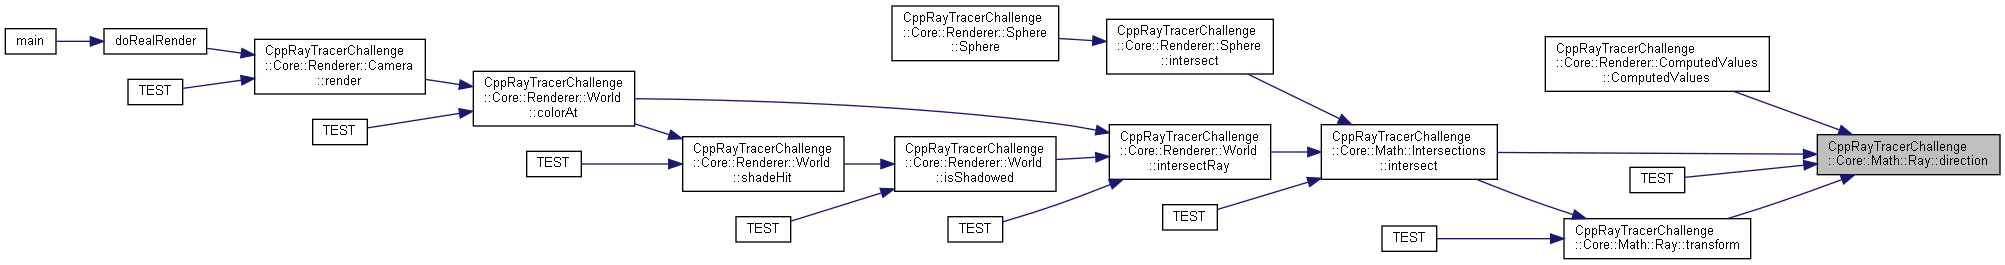 main
doRealRender
TEST
CppRayTracerChallenge
::Core::Renderer::Camera
::render
TEST
CppRayTracerChallenge
::Core::Renderer::World
::colorAt
TEST
CppRayTracerChallenge
::Core::Renderer::World
::shadeHit
CppRayTracerChallenge
::Core::Renderer::Sphere
::Sphere
CppRayTracerChallenge
::Core::Renderer::World
::isShadowed
TEST
TEST
CppRayTracerChallenge
::Core::Renderer::Sphere
::intersect
CppRayTracerChallenge
::Core::Renderer::World
::intersectRay
TEST
CppRayTracerChallenge
::Core::Math::Intersections
::intersect
TEST
CppRayTracerChallenge
::Core::Renderer::ComputedValues
::ComputedValues
TEST
CppRayTracerChallenge
::Core::Math::Ray::transform
CppRayTracerChallenge
::Core::Math::Ray::direction